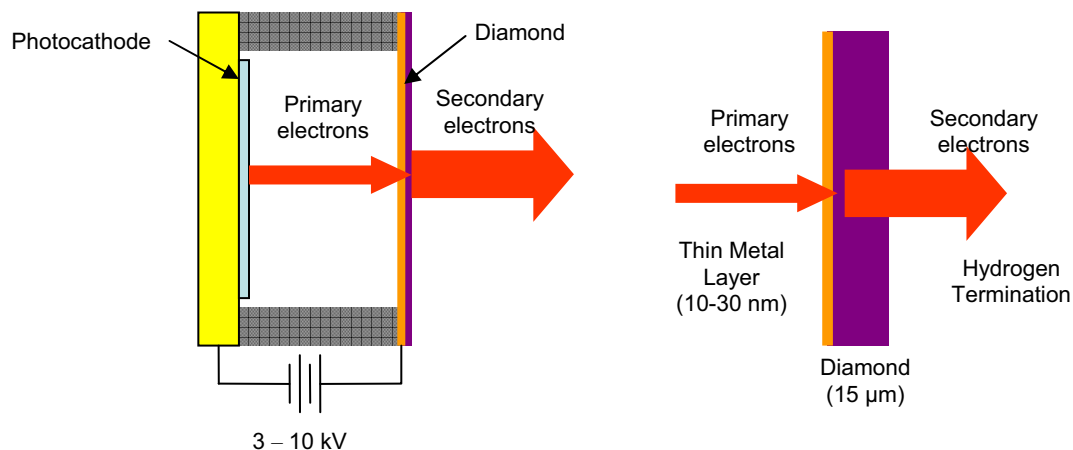 Photocathode
Diamond
Primary
electrons
Secondary
electrons
3 – 10 kV
Primary
electrons
Secondary
electrons
Thin Metal
Layer
(10-30 nm)
Hydrogen
Termination
Diamond
(15 µm)